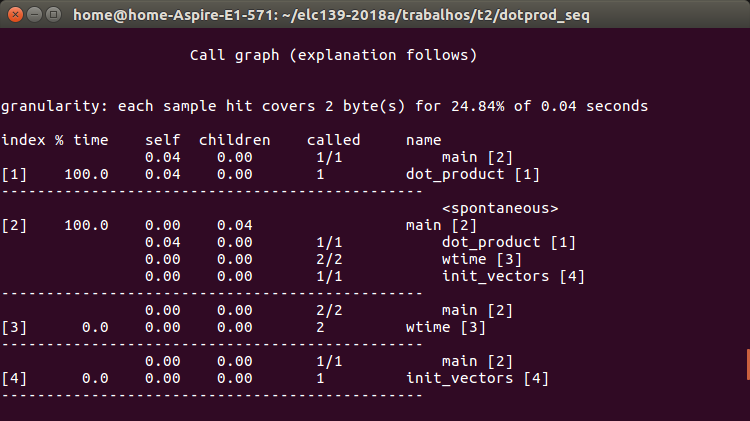 home@home-Aspire-E1-571: ~/elc139-2018a/trabalhos/t2/dotprod_seq
Call graph (explanation follows)
granularity: each sample hit covers 2 byte(s) for 24.84% of 0.04 seconds
index % time    self  children    called     name
                0.04    0.00       1/1           main [2]
[1]    100.0    0.04    0.00       1         dot_product [1]
-----------------------------------------------
                                                 <spontaneous>
[2]    100.0    0.00    0.04                 main [2]
                0.04    0.00       1/1           dot_product [1]
                0.00    0.00       2/2           wtime [3]
                0.00    0.00       1/1           init_vectors [4]
-----------------------------------------------
                0.00    0.00       2/2           main [2]
[3]      0.0    0.00    0.00       2         wtime [3]
-----------------------------------------------
                0.00    0.00       1/1           main [2]
[4]      0.0    0.00    0.00       1         init_vectors [4]
-----------------------------------------------